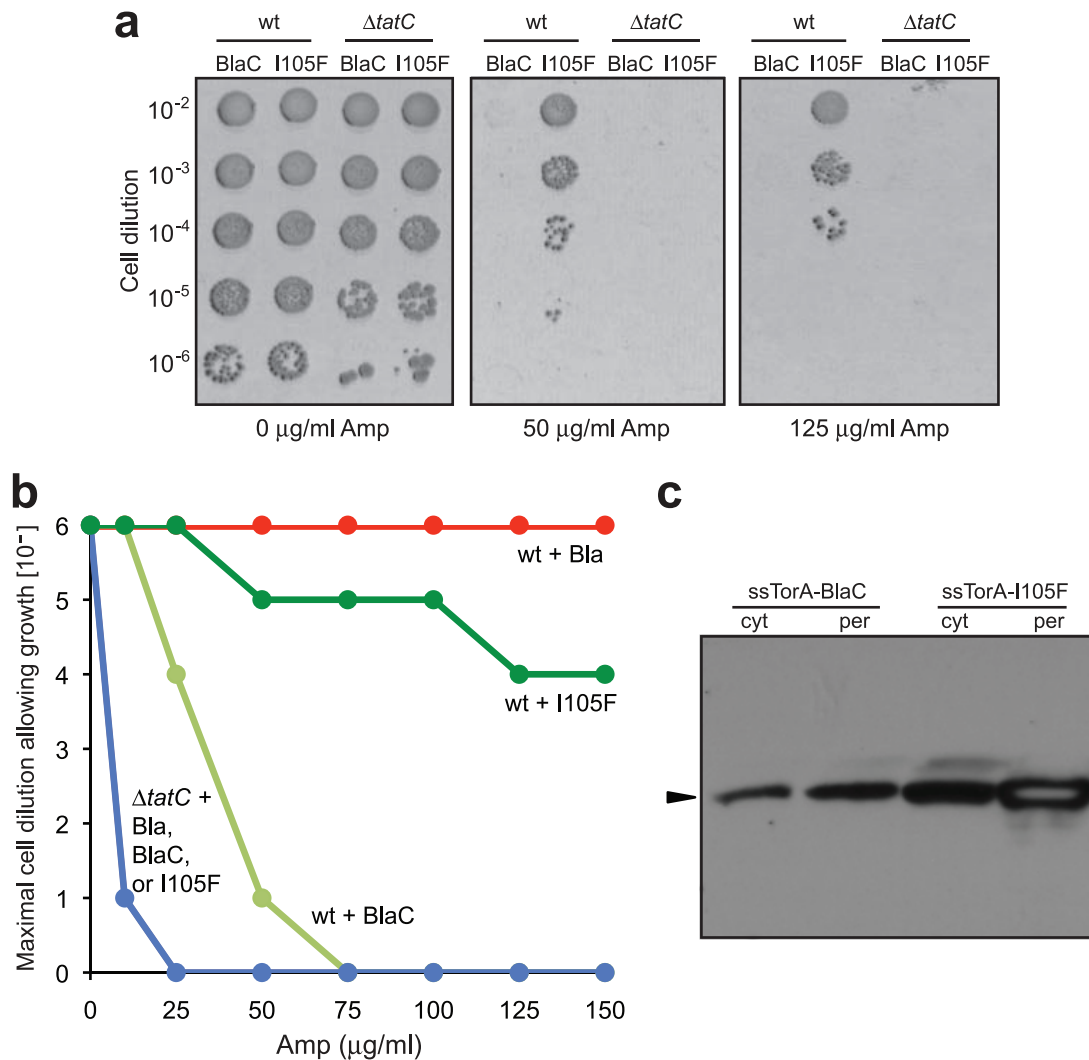 a
wt ΔtatC wt ΔtatC wt ΔtatC
BlaC I105F BlaC I105F BlaC I105F BlaC I105F BlaC I105F BlaC I105F
Cell dilution
10⁻²
10⁻³
10⁻⁴
10⁻⁵
10⁻⁶
0 μg/ml Amp 50 μg/ml Amp 125 μg/ml Amp
b
Maximal cell dilution allowing growth [10⁻]
6
5
4
3
2
1
0
wt + Bla
wt + I105F
ΔtatC +
Bla,
BlaC,
or I105F
wt + BlaC
0 25 50 75 100 125 150
Amp (μg/ml)
c
ssTorA-BlaC ssTorA-I105F
cyt per cyt per